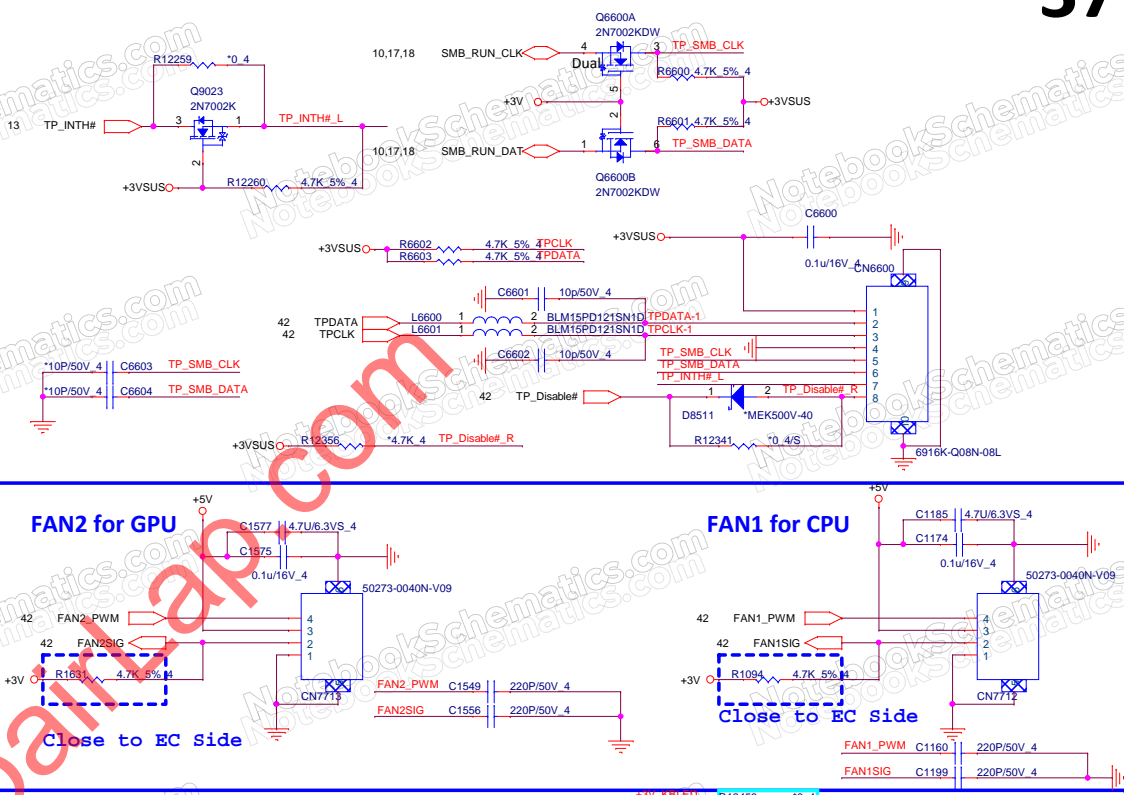 37
R12259 *0_4
Q9023
2N7002K
13 TP_INTH# 3 1 TP_INTH#_L
2
+3VSUS R12260 4.7K_5%_4
Q6600A
2N7002KDW
10,17,18 SMB_RUN_CLK 4 3 TP_SMB_CLK
Dual
R6600 4.7K_5%_4
5
+3V +3VSUS
2
R6601 4.7K_5%_4
10,17,18 SMB_RUN_DAT 1 6 TP_SMB_DATA
Q6600B
2N7002KDW
+3VSUS R6602 4.7K_5%_4 TPCLK
R6603 4.7K_5%_4 TPDATA
+3VSUS C6600
0.1u/16V_4
CN6600
C6601 10p/50V_4
42 TPDATA L6600 1 2 BLM15PD121SN1D TPDATA-1
42 TPCLK L6601 1 2 BLM15PD121SN1D TPCLK-1
C6602 10p/50V_4
TP_SMB_CLK
TP_SMB_DATA
TP_INTH#_L
1
2
3
4
5
6
7
8
9
10
42 TP_Disable# 1 2 TP_Disable#_R
D8511 *MEK500V-40
R12341 *0_4/S
6916K-Q08N-08L
*10P/50V_4 C6603 TP_SMB_CLK
*10P/50V_4 C6604 TP_SMB_DATA
+3VSUS R12356 *4.7K_4 TP_Disable#_R
FAN2 for GPU
+5V
C1577 4.7U/6.3VS_4
C1575
0.1u/16V_4
50273-0040N-V09
42 FAN2_PWM 4
3
42 FAN2SIG 2
1
+3V R1631 4.7K_5%_4
CN7713
Close to EC Side
FAN2_PWM C1549 220P/50V_4
FAN2SIG C1556 220P/50V_4
FAN1 for CPU
+5V
C1185 4.7U/6.3VS_4
C1174
0.1u/16V_4
50273-0040N-V09
42 FAN1_PWM 4
3
42 FAN1SIG 2
1
+3V R1094 4.7K_5%_4
CN7712
Close to EC Side
FAN1_PWM C1160 220P/50V_4
FAN1SIG C1199 220P/50V_4
NotebookSchematics.com
pairLap.com